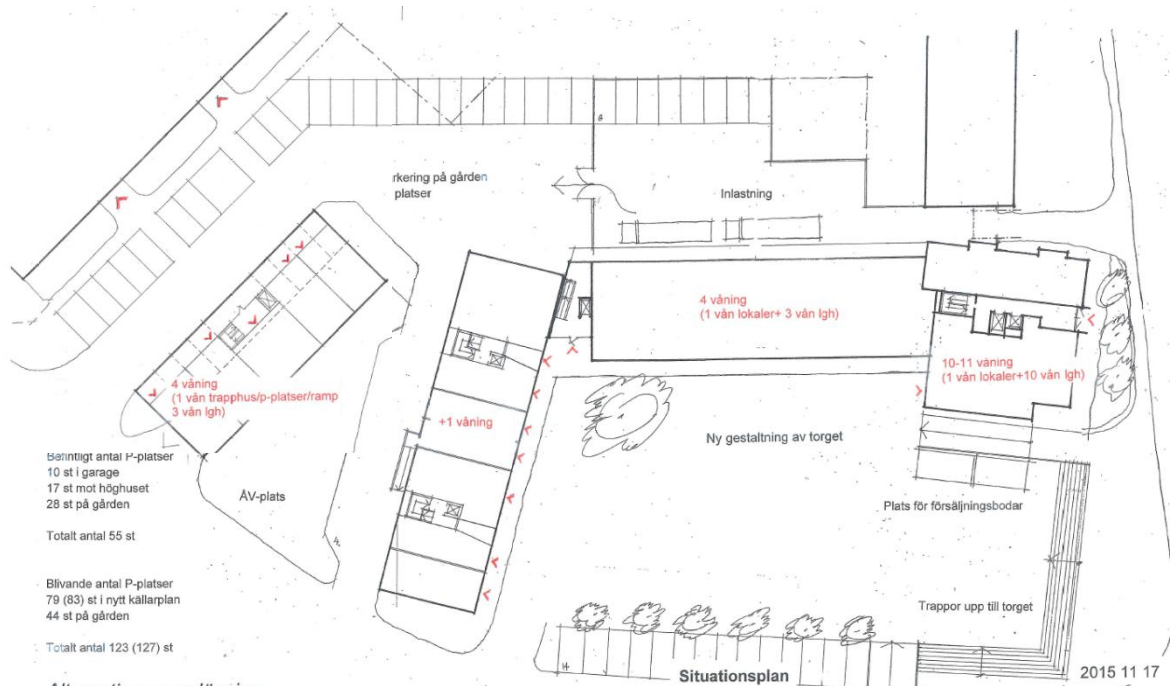 8
rkering på gården
platser
Inlastning
4 våning
(1 vån lokaler+ 3 vån lgh)
10-11 våning
(1 vån lokaler+10 vån lgh)
4 våning
(1 vån trapphus/p-platser/ramp
3 vån lgh)
+1 våning
Ny gestaltning av torget
Befintligt antal P-platser
10 st i garage
17 st mot höghuset
28 st på gården
Totalt antal 55 st
ÅV-plats
4.
Plats för försäljningsbodar
Blivande antal P-platser
79 (83) st i nytt källarplan
44 st på gården
Totalt antal 123 (127) st
Trappor upp till torget
14.
Situationsplan
2015 11 17